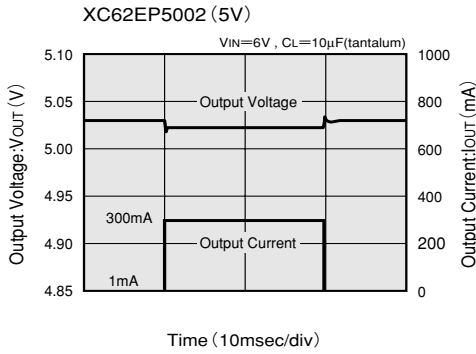 XC62EP5002 (5V)
VIN=6V , CL=10μF(tantalum)
Output Voltage:VOUT (V)
5.10
5.05
5.00
4.95
4.90
4.85
Output Voltage
300mA
Output Current
1mA
1000
800
600
400
200
0
Output Current:IOUT (mA)
Time (10msec/div)